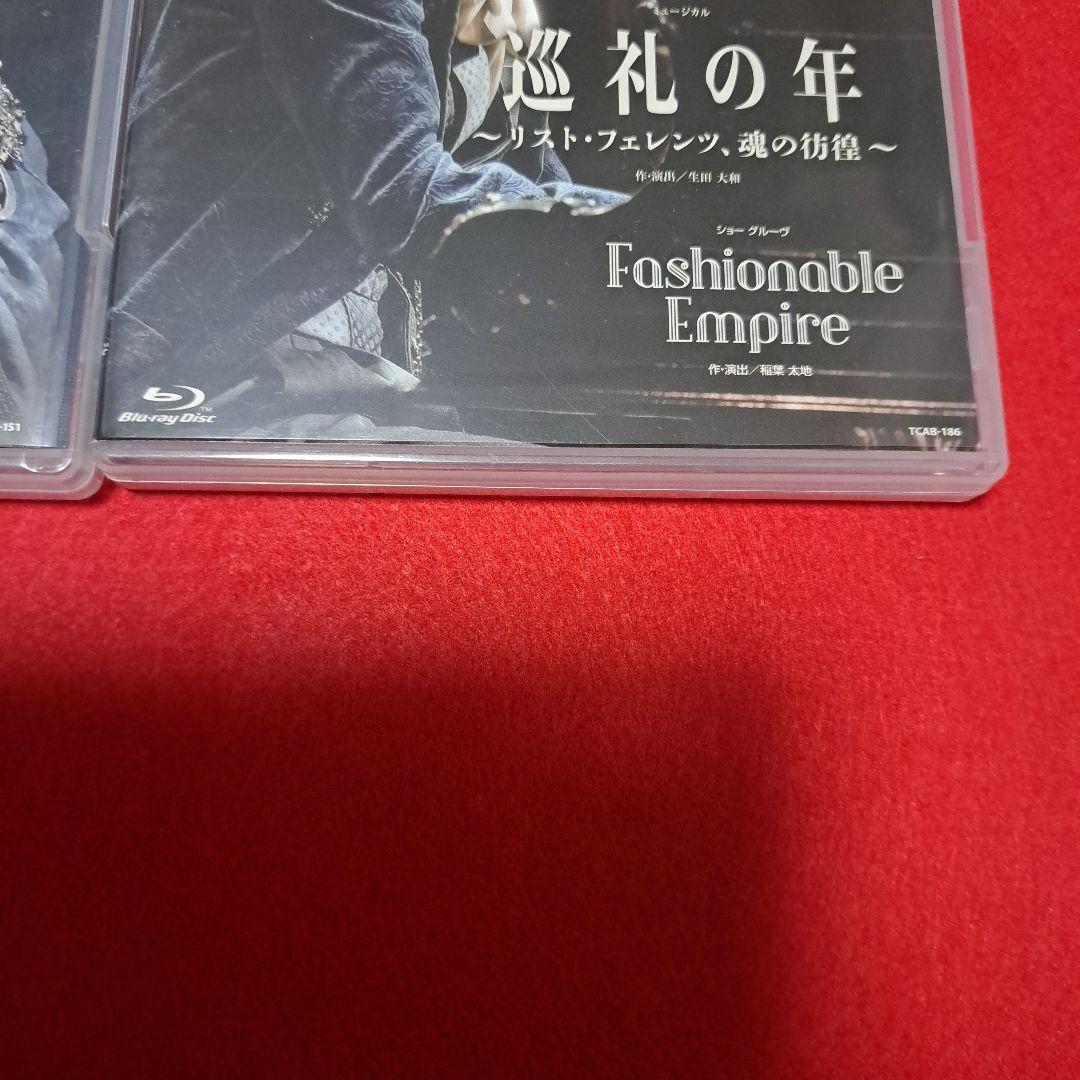 ミュージカル
巡礼の年
～リスト・フェレンツ、魂の彷徨～
作・演出／生田 大和
ショー グルーヴ
Fashionable
Empire
作・演出／稲葉 太地
Blu-ray Disc™
TCAB-186
-151